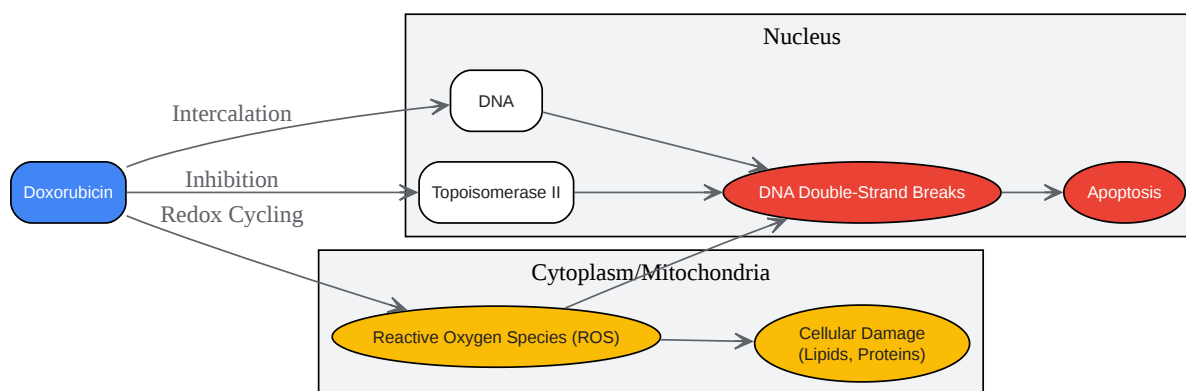 Nucleus
DNA
Intercalation
Doxorubicin
Inhibition
Topoisomerase II
DNA Double-Strand Breaks
Apoptosis
Redox Cycling
Cytoplasm/Mitochondria
Reactive Oxygen Species (ROS)
Cellular Damage
(Lipids, Proteins)